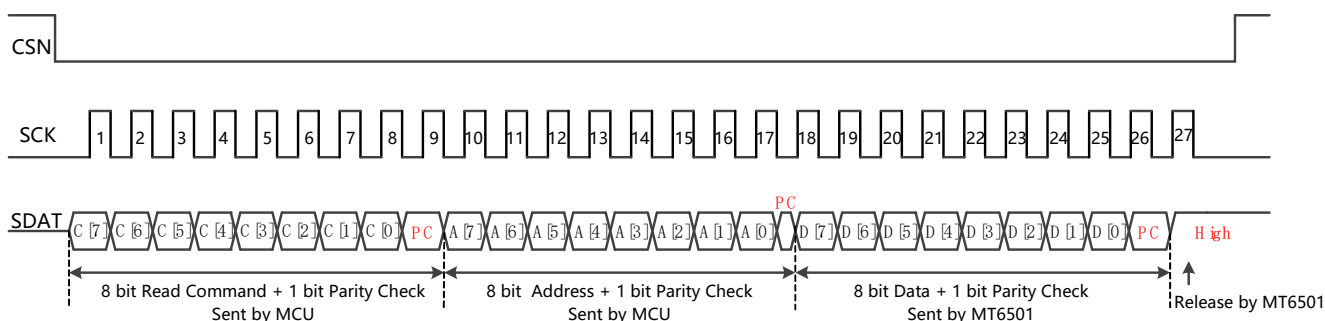 CSN
SCK 1 2 3 4 5 6 7 8 9 10 11 12 13 14 15 16 17 18 19 20 21 22 23 24 25 26 27
PC
SDAT C[7] C[6] C[5] C[4] C[3] C[2] C[1] C[0] PC A[7] A[6] A[5] A[4] A[3] A[2] A[1] A[0] D[7] D[6] D[5] D[4] D[3] D[2] D[1] D[0] PC High
8 bit Read Command + 1 bit Parity Check 8 bit Address + 1 bit Parity Check 8 bit Data + 1 bit Parity Check
Release by MT6501
Sent by MCU Sent by MCU Sent by MT6501